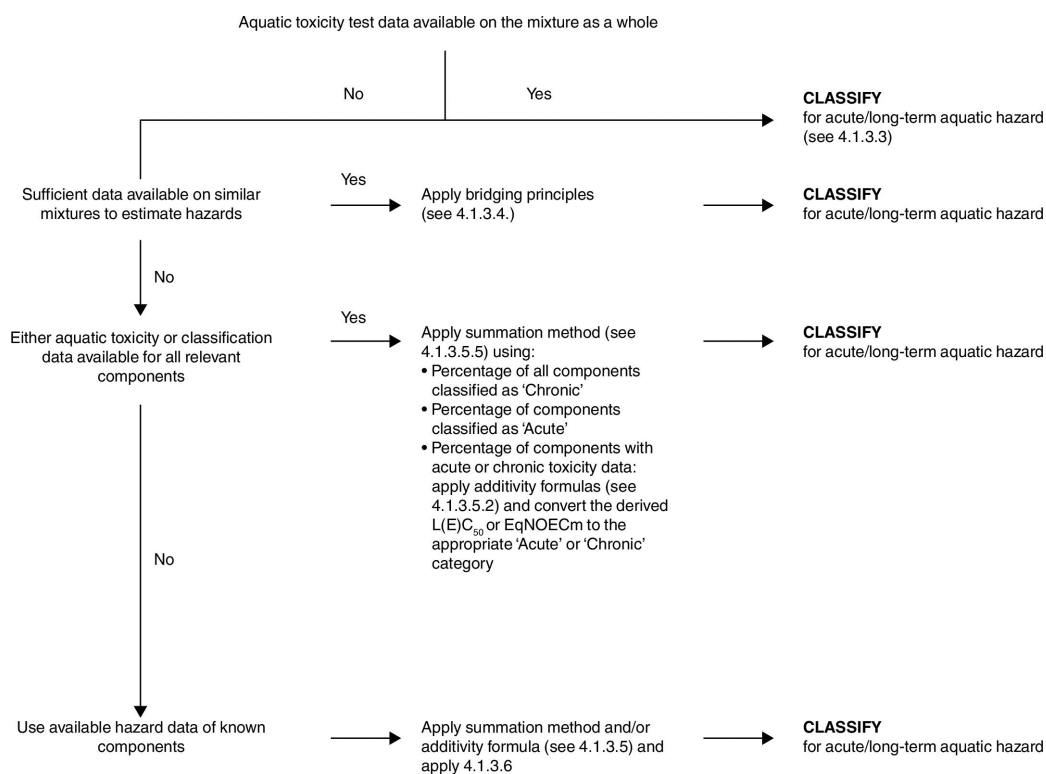 Aquatic toxicity test data available on the mixture as a whole
No
Yes
CLASSIFY
for acute/long-term aquatic hazard
(see 4.1.3.3)
Sufficient data available on similar
mixtures to estimate hazards
Yes
Apply bridging principles
(see 4.1.3.4.)
CLASSIFY
for acute/long-term aquatic hazard
No
Either aquatic toxicity or classification
data available for all relevant
components
Yes
Apply summation method (see
4.1.3.5.5) using:
• Percentage of all components
classified as ‘Chronic’
• Percentage of components
classified as ‘Acute’
• Percentage of components with
acute or chronic toxicity data:
apply additivity formulas (see
4.1.3.5.2) and convert the derived
L(E)C50 or EqNOECm to the
appropriate ‘Acute’ or ‘Chronic’
category
CLASSIFY
for acute/long-term aquatic hazard
No
Use available hazard data of known
components
Apply summation method and/or
additivity formula (see 4.1.3.5) and
apply 4.1.3.6
CLASSIFY
for acute/long-term aquatic hazard